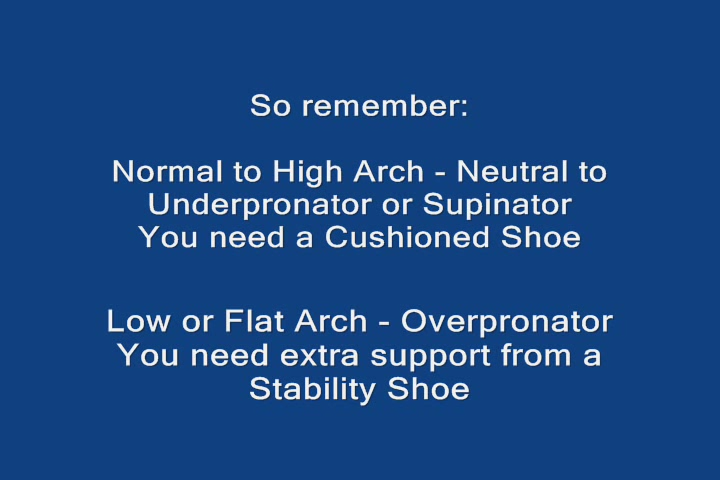 So remember:
Normal to High Arch - Neutral to
Underpronator or Supinator
You need a Cushioned Shoe
Low or Flat Arch - Overpronator
You need extra support from a
Stability Shoe